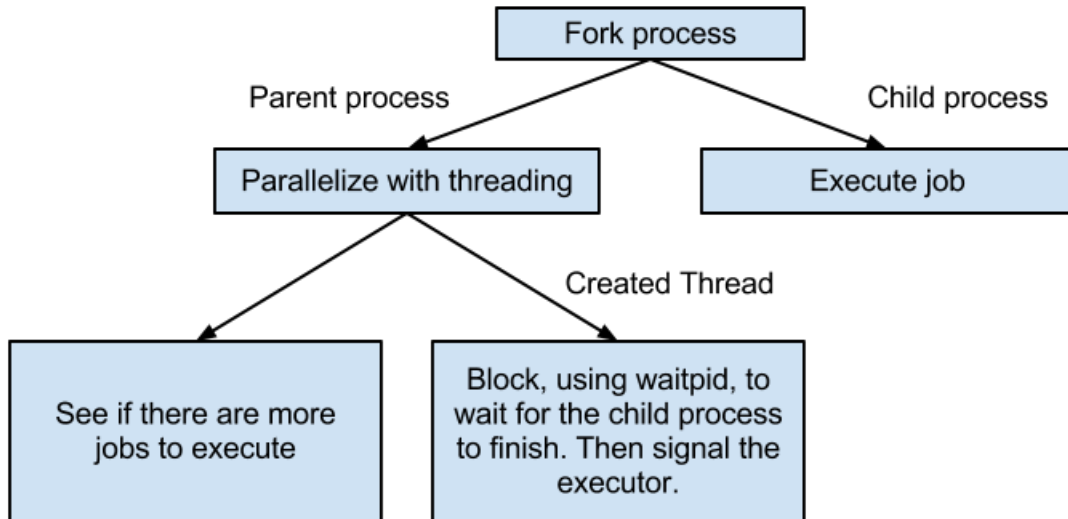 Fork process
Parent process
Child process
Parallelize with threading
Execute job
Created Thread
See if there are more
jobs to execute
Block, using waitpid, to
wait for the child process
to finish. Then signal the
executor.